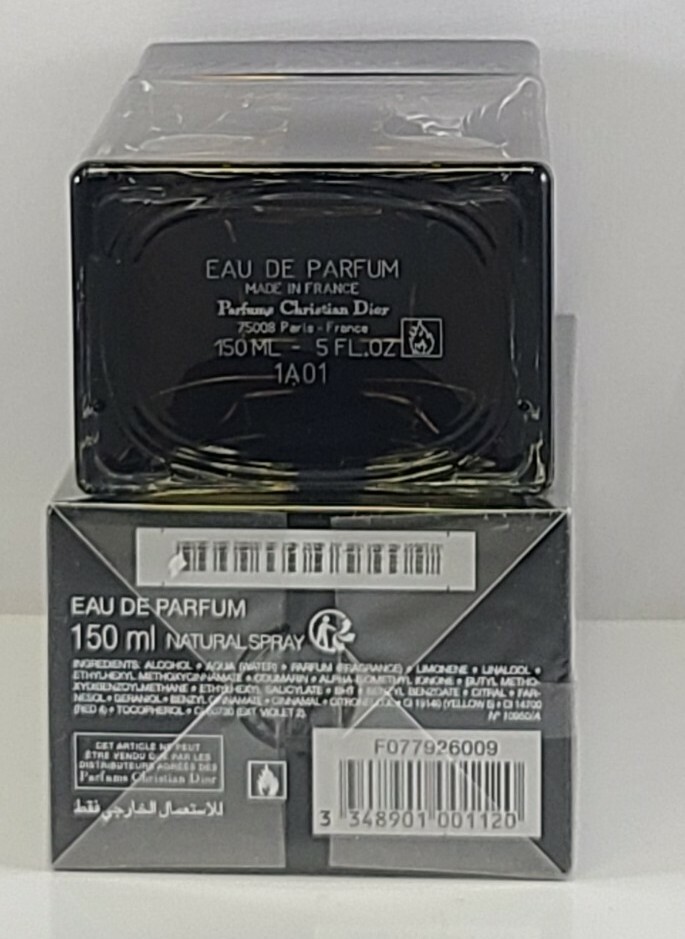 EAU DE PARFUM
MADE IN FRANCE
Parfums Christian Dior
75008 Paris - France
150 ML - 5 FL.OZ
1A01
EAU DE PARFUM
150 ml NATURAL SPRAY
INGREDIENTS: ALCOHOL • AQUA (WATER) • PARFUM (FRAGRANCE) • LIMONENE • LINALOOL •
ETHYLHEXYL METHOXYCINNAMATE • COUMARIN • ALPHA-ISOMETHYL IONONE • BUTYL METHO-
XYDIBENZOYLMETHANE • ETHYLHEXYL SALICYLATE • BHT • BENZYL BENZOATE • CITRAL • FAR-
NESOL • GERANIOL • BENZYL CINNAMATE • CINNAMAL • CITRONELLOL • CI 19140 (YELLOW 5) • CI 14700
(RED 4) • TOCOPHEROL • CI 60730 (EXT. VIOLET 2). N° 10950/A
CET ARTICLE NE PEUT
ÊTRE VENDU QUE PAR LES
DISTRIBUTEURS AGRÉÉS DES
Parfums Christian Dior
للاستعمال الخارجي فقط
F077926009
3 348901 001120